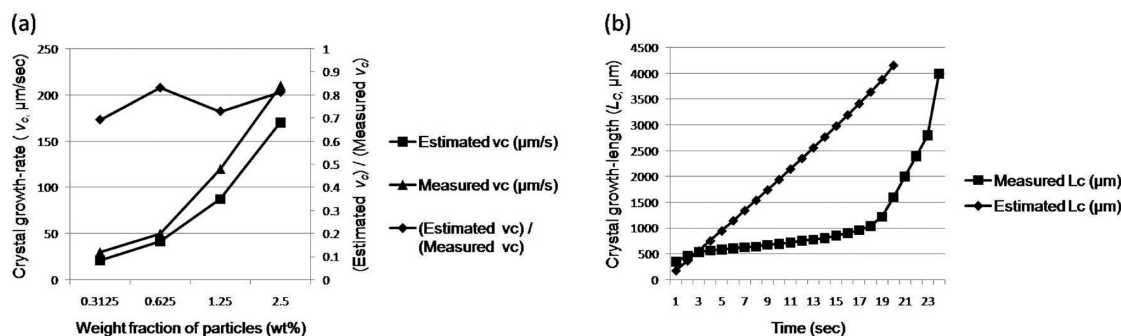 (a)
Crystal growth-rate ( vc, μm/sec)
250
200
150
100
50
0
0.3125
0.625
1.25
2.5
Weight fraction of particles (wt%)
1
0.9
0.8
0.7
0.6
0.5
0.4
0.3
0.2
0.1
0
(Estimated vc) / (Measured vc)
Estimated vc (μm/s)
Measured vc (μm/s)
(Estimated vc) /
(Measured vc)
(b)
Crystal growth-length (Lc, μm)
4500
4000
3500
3000
2500
2000
1500
1000
500
0
1 3 5 7 9 11 13 15 17 19 21 23
Time (sec)
Measured Lc (μm)
Estimated Lc (μm)